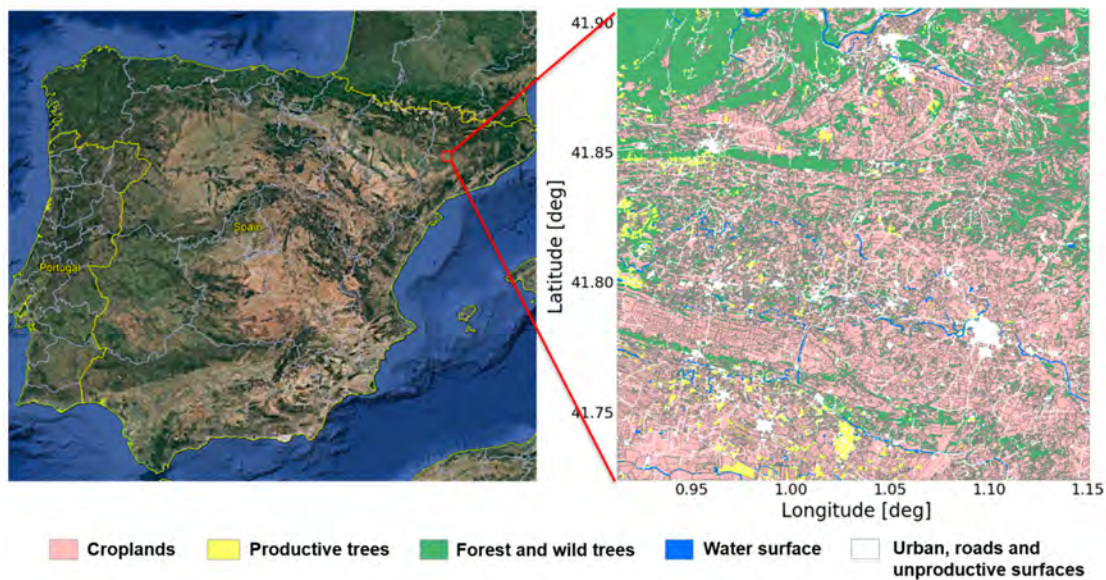 Portugal
Spain
Latitude [deg]
41.90
41.85
41.80
41.75
0.95
1.00
1.05
1.10
1.15
Longitude [deg]
Croplands
Productive trees
Forest and wild trees
Water surface
Urban, roads and
unproductive surfaces